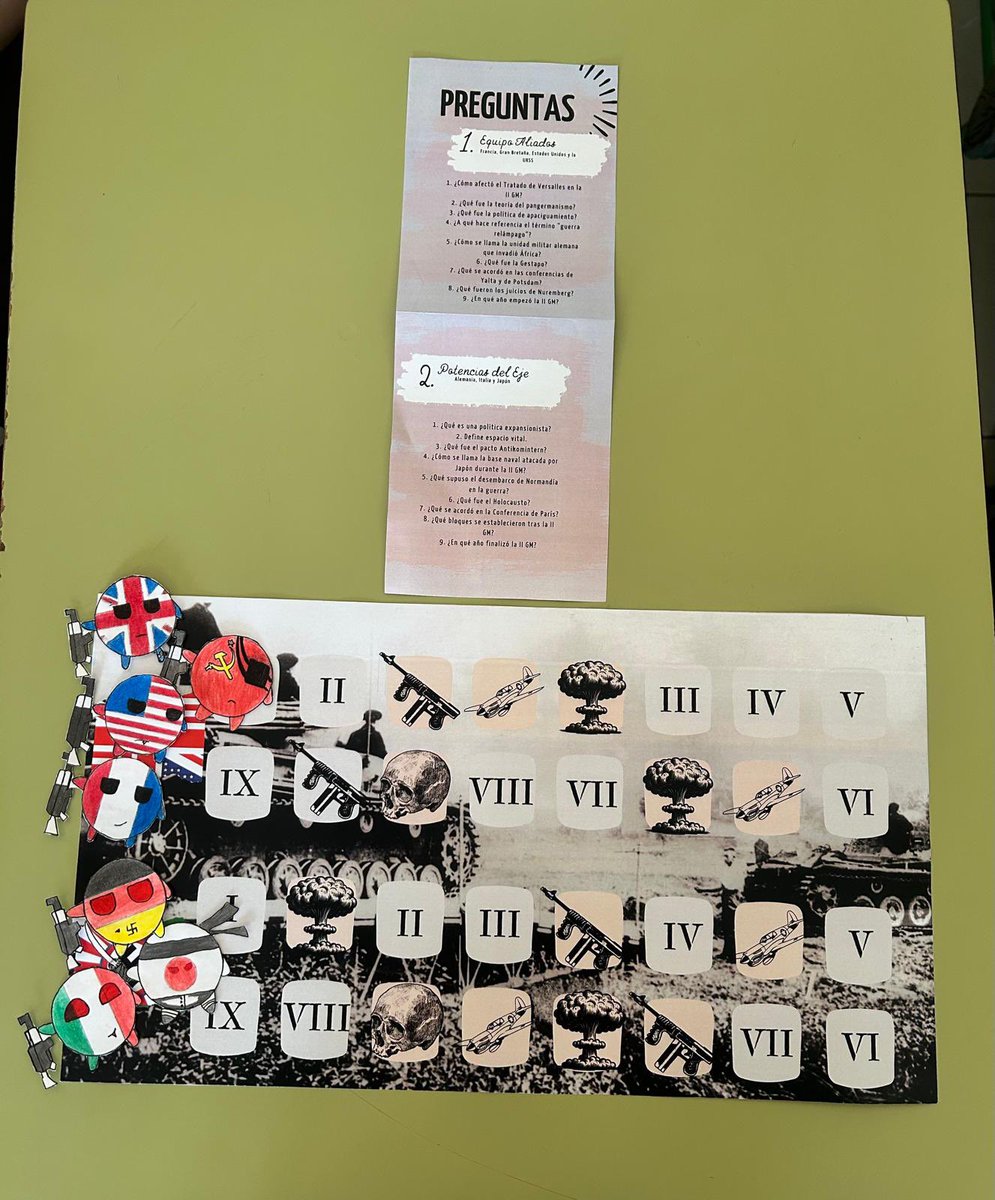 PREGUNTAS
1. Equipo Aliados
Francia, Gran Bretaña, Estados Unidos y la
URSS
1. ¿Cómo afectó el Tratado de Versalles en la
II GM?
2. ¿Qué fue la teoría del pangermanismo?
3. ¿Qué fue la política de apaciguamiento?
4. ¿A qué hace referencia el término "guerra
relámpago"?
5. ¿Cómo se llama la unidad militar alemana
que invadió África?
6. ¿Qué fue la Gestapo?
7. ¿Qué se acordó en las conferencias de
Yalta y de Potsdam?
8. ¿Qué fueron los juicios de Nuremberg?
9. ¿En qué año empezó la II GM?
2. Potencias del Eje
Alemania, Italia y Japón
1. ¿Qué es una política expansionista?
2. Define espacio vital.
3. ¿Qué fue el pacto Antikomintern?
4. ¿Cómo se llama la base naval atacada por
Japón durante la II GM?
5. ¿Qué supuso el desembarco de Normandía
en la guerra?
6. ¿Qué fue el Holocausto?
7. ¿Qué se acordó en la Conferencia de París?
8. ¿Qué bloques se establecieron tras la II
GM?
9. ¿En qué año finalizó la II GM?
II III IV V
IX VIII VII VI
I II III IV V
IX VIII VII VI